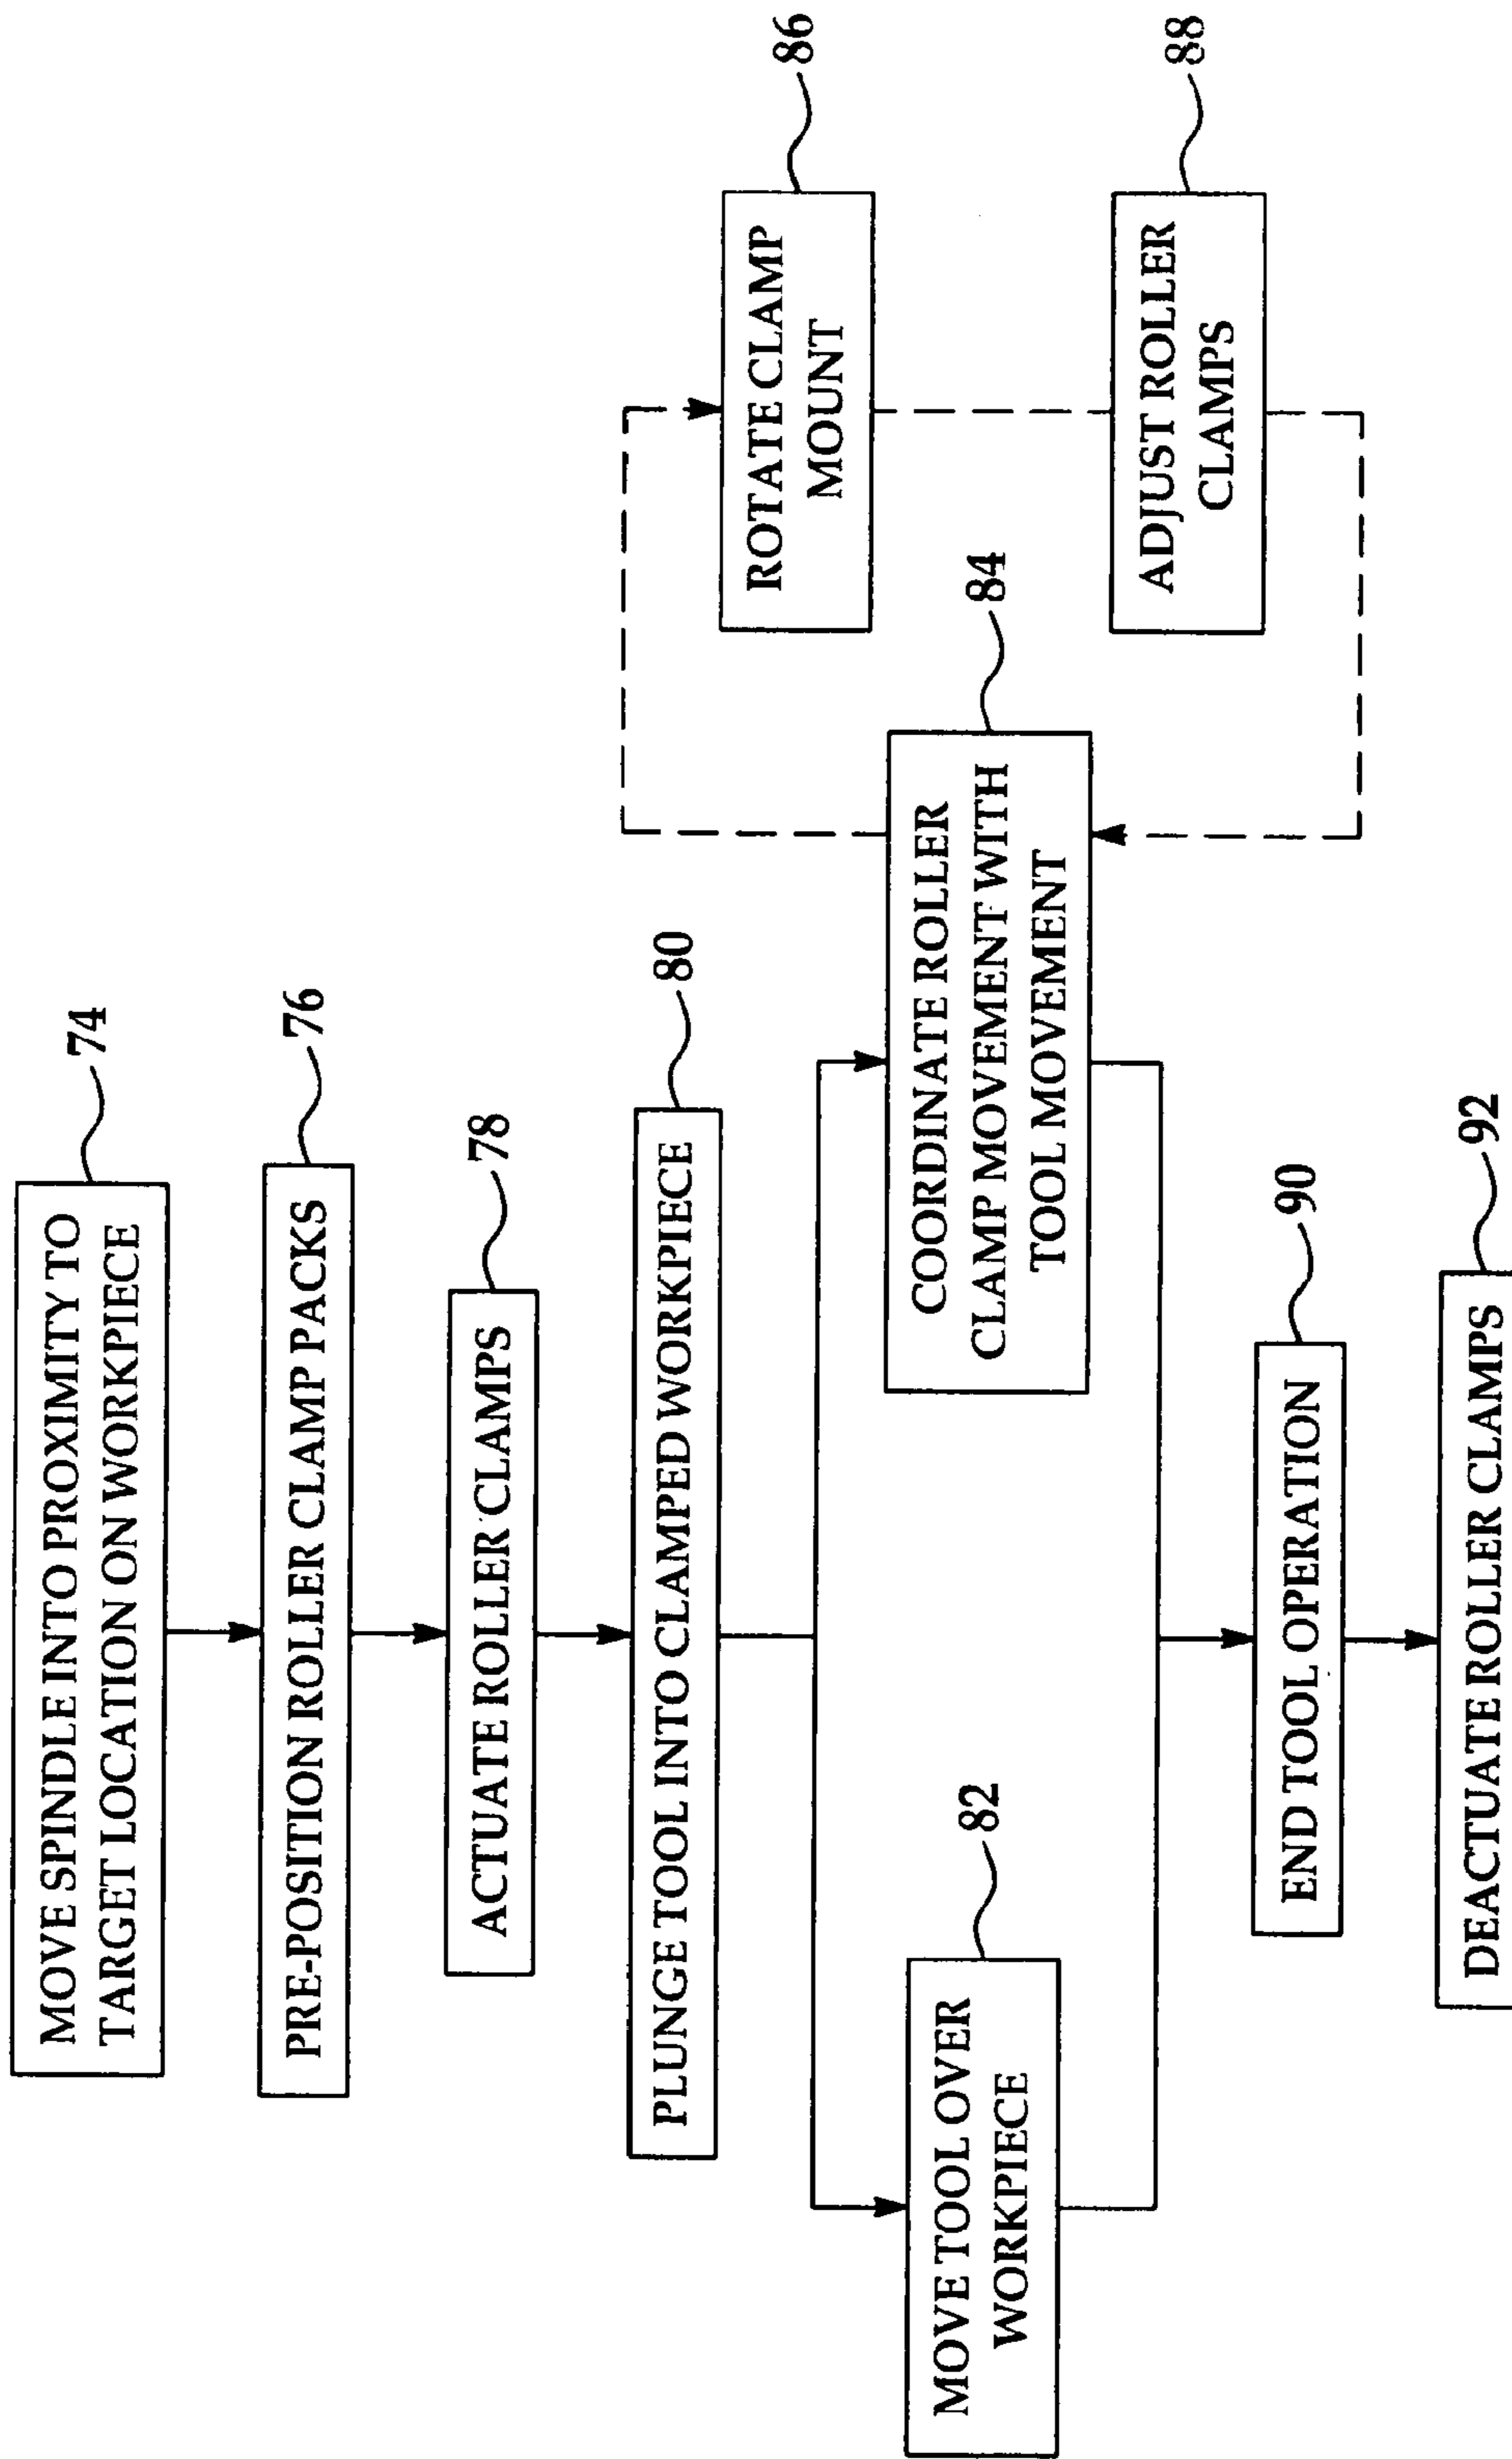 MOVE SPINDLE INTO PROXIMITY TO
TARGET LOCATION ON WORKPIECE
74
PRE-POSITION ROLLER CLAMP PACKS
76
ACTUATE ROLLER CLAMPS
78
PLUNGE TOOL INTO CLAMPED WORKPIECE
80
MOVE TOOL OVER
WORKPIECE
82
COORDINATE ROLLER
CLAMP MOVEMENT WITH
TOOL MOVEMENT
84
ROTATE CLAMP
MOUNT
86
ADJUST ROLLER
CLAMPS
88
END TOOL OPERATION
90
DEACTUATE ROLLER CLAMPS
92